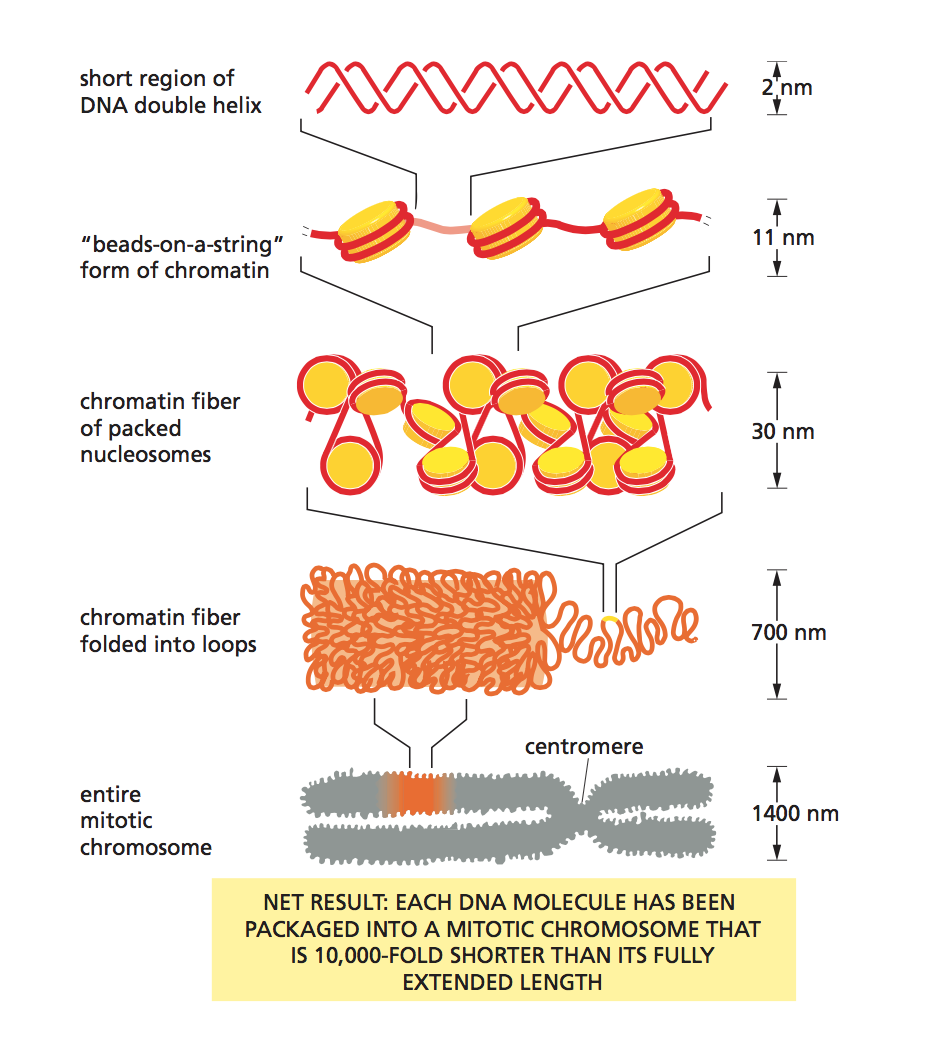 short region of
DNA double helix
2 nm
“beads-on-a-string”
form of chromatin
11 nm
chromatin fiber
of packed
nucleosomes
30 nm
chromatin fiber
folded into loops
700 nm
centromere
entire
mitotic
chromosome
1400 nm
NET RESULT: EACH DNA MOLECULE HAS BEEN
PACKAGED INTO A MITOTIC CHROMOSOME THAT
IS 10,000-FOLD SHORTER THAN ITS FULLY
EXTENDED LENGTH